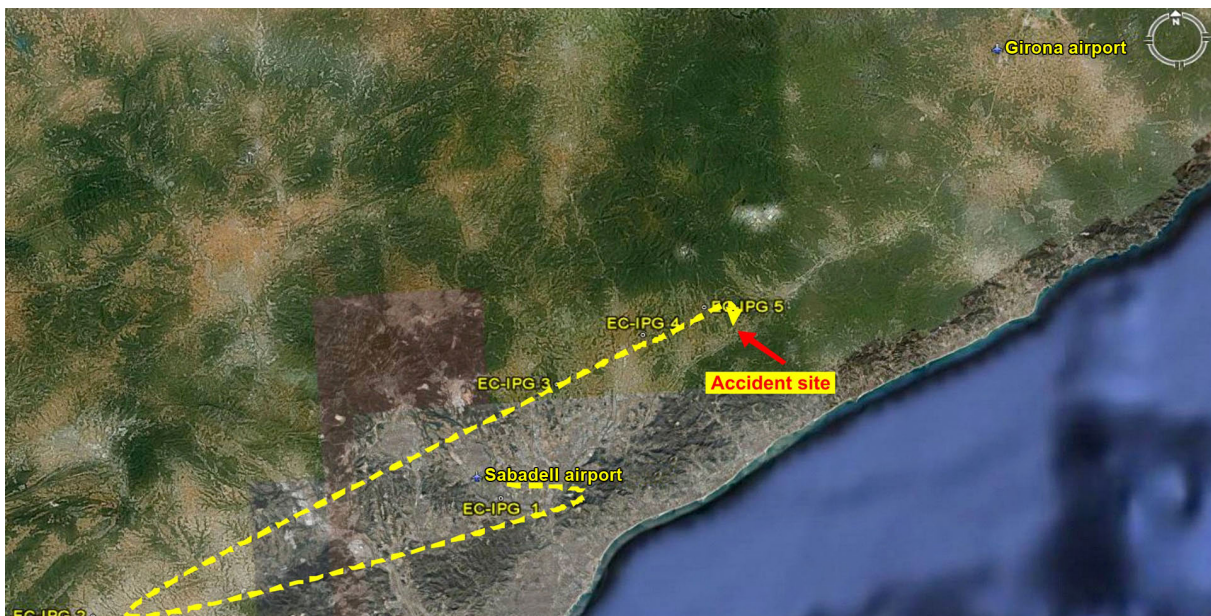 N
Girona airport
EC-IPG 5
EC-IPG 4
Accident site
EC-IPG 3
Sabadell airport
EC-IPG 1
EC-IPG 2